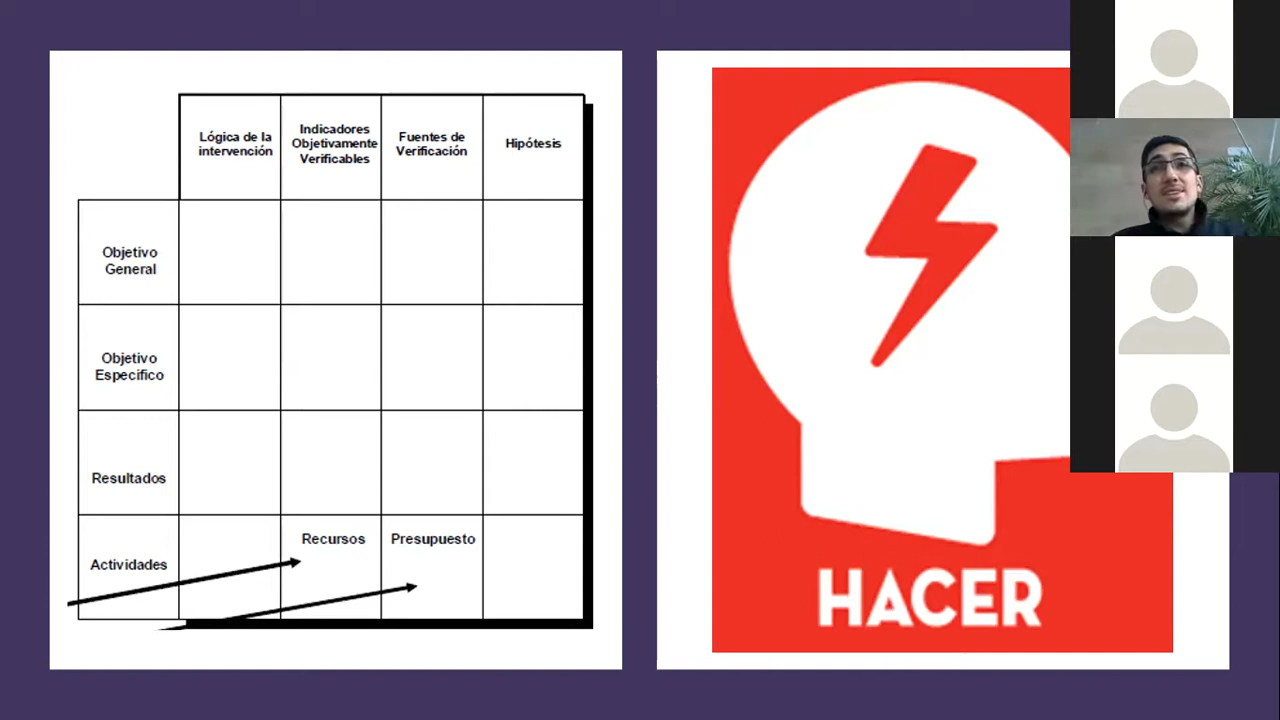 Lógica de la
intervención
Indicadores
Objetivamente
Verificables
Fuentes de
Verificación
Hipótesis
Objetivo
General
Objetivo
Especifico
Resultados
Actividades
Recursos
Presupuesto
HACER